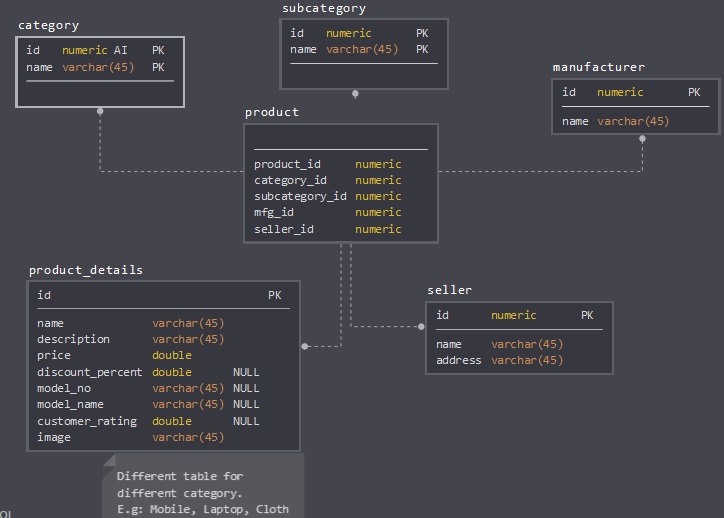 category
id numeric AI PK
name varchar(45) PK
subcategory
id numeric PK
name varchar(45) PK
manufacturer
id numeric PK
name varchar(45)
product
product_id numeric
category_id numeric
subcategory_id numeric
mfg_id numeric
seller_id numeric
product_details
id PK
name varchar(45)
description varchar(45)
price double
discount_percent double NULL
model_no varchar(45) NULL
model_name varchar(45) NULL
customer_rating double NULL
image varchar(45)
seller
id numeric PK
name varchar(45)
address varchar(45)
Different table for
different category.
E.g: Mobile, Laptop, Cloth